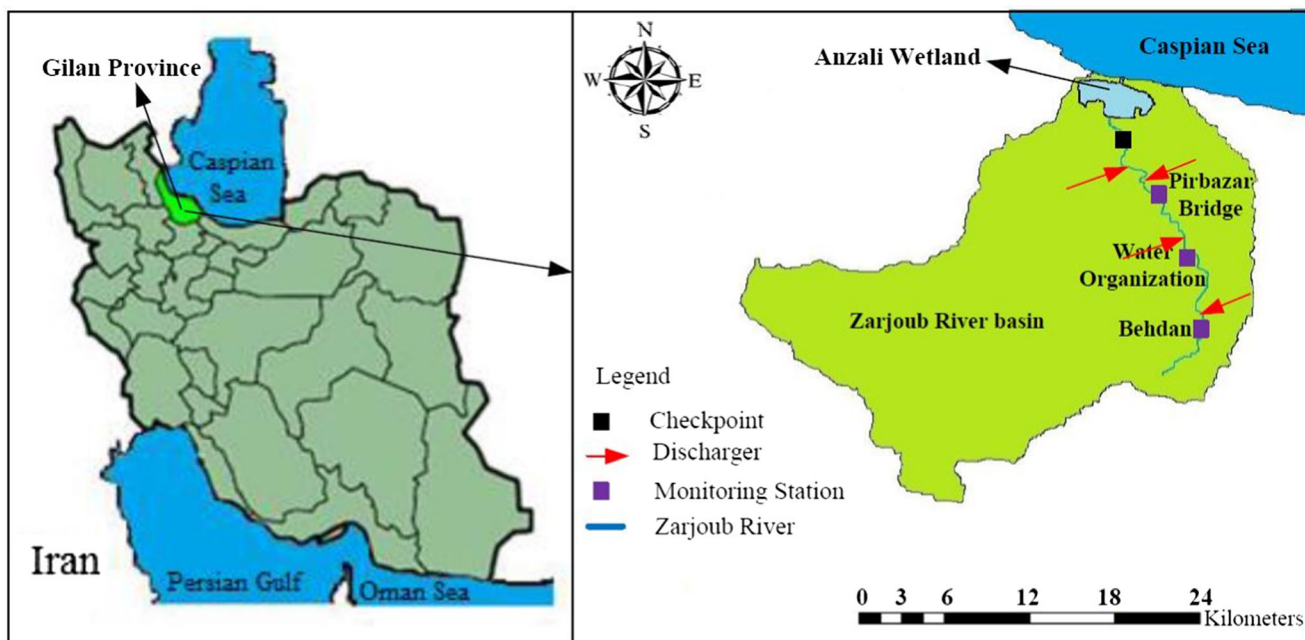 Gilan Province
Caspian
Sea
Iran
Persian Gulf
Oman Sea
N
W
E
S
Anzali Wetland
Caspian Sea
Pirbazar
Bridge
Water
Organization
Behdan
Zarjoub River basin
Legend
Checkpoint
Discharger
Monitoring Station
Zarjoub River
0 3 6 12 18 24
Kilometers